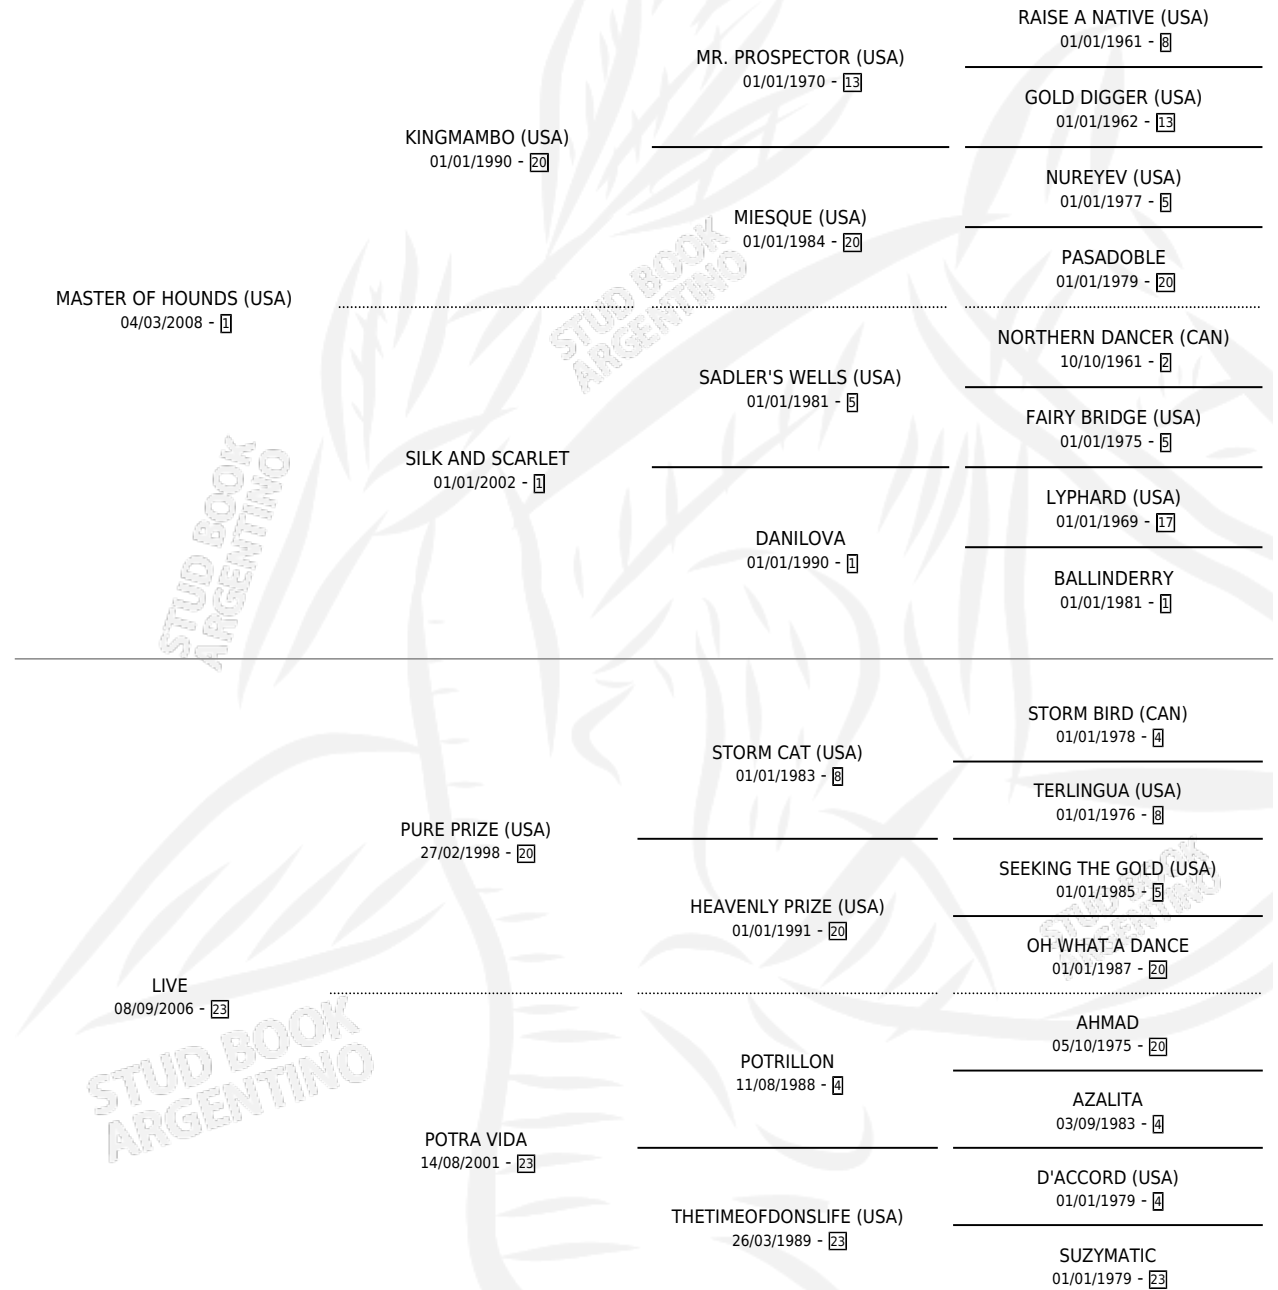 RAISE A NATIVE (USA)
01/01/1961 - 8
MR. PROSPECTOR (USA)
01/01/1970 - 13
GOLD DIGGER (USA)
01/01/1962 - 13
KINGMAMBO (USA)
01/01/1990 - 20
NUREYEV (USA)
01/01/1977 - 5
MIESQUE (USA)
01/01/1984 - 20
PASADOBLE
01/01/1979 - 20
MASTER OF HOUNDS (USA)
04/03/2008 - 1
STUD BOOK
ARGENTINO
NORTHERN DANCER (CAN)
10/10/1961 - 2
SADLER'S WELLS (USA)
01/01/1981 - 5
FAIRY BRIDGE (USA)
01/01/1975 - 5
SILK AND SCARLET
01/01/2002 - 1
LYPHARD (USA)
01/01/1969 - 17
DANILOVA
01/01/1990 - 1
BALLINDERRY
01/01/1981 - 1
STUD BOOK
ARGENTINO
STORM BIRD (CAN)
01/01/1978 - 4
STORM CAT (USA)
01/01/1983 - 8
TERLINGUA (USA)
01/01/1976 - 8
PURE PRIZE (USA)
27/02/1998 - 20
SEEKING THE GOLD (USA)
01/01/1985 - 5
HEAVENLY PRIZE (USA)
01/01/1991 - 20
STUD BOOK
ARGENTINO
OH WHAT A DANCE
01/01/1987 - 20
LIVE
08/09/2006 - 23
STUD BOOK
ARGENTINO
AHMAD
05/10/1975 - 20
POTRILLON
11/08/1988 - 4
AZALITA
03/09/1983 - 4
POTRA VIDA
14/08/2001 - 23
D'ACCORD (USA)
01/01/1979 - 4
THETIMEOFDONSLIFE (USA)
26/03/1989 - 23
SUZYMATIC
01/01/1979 - 23